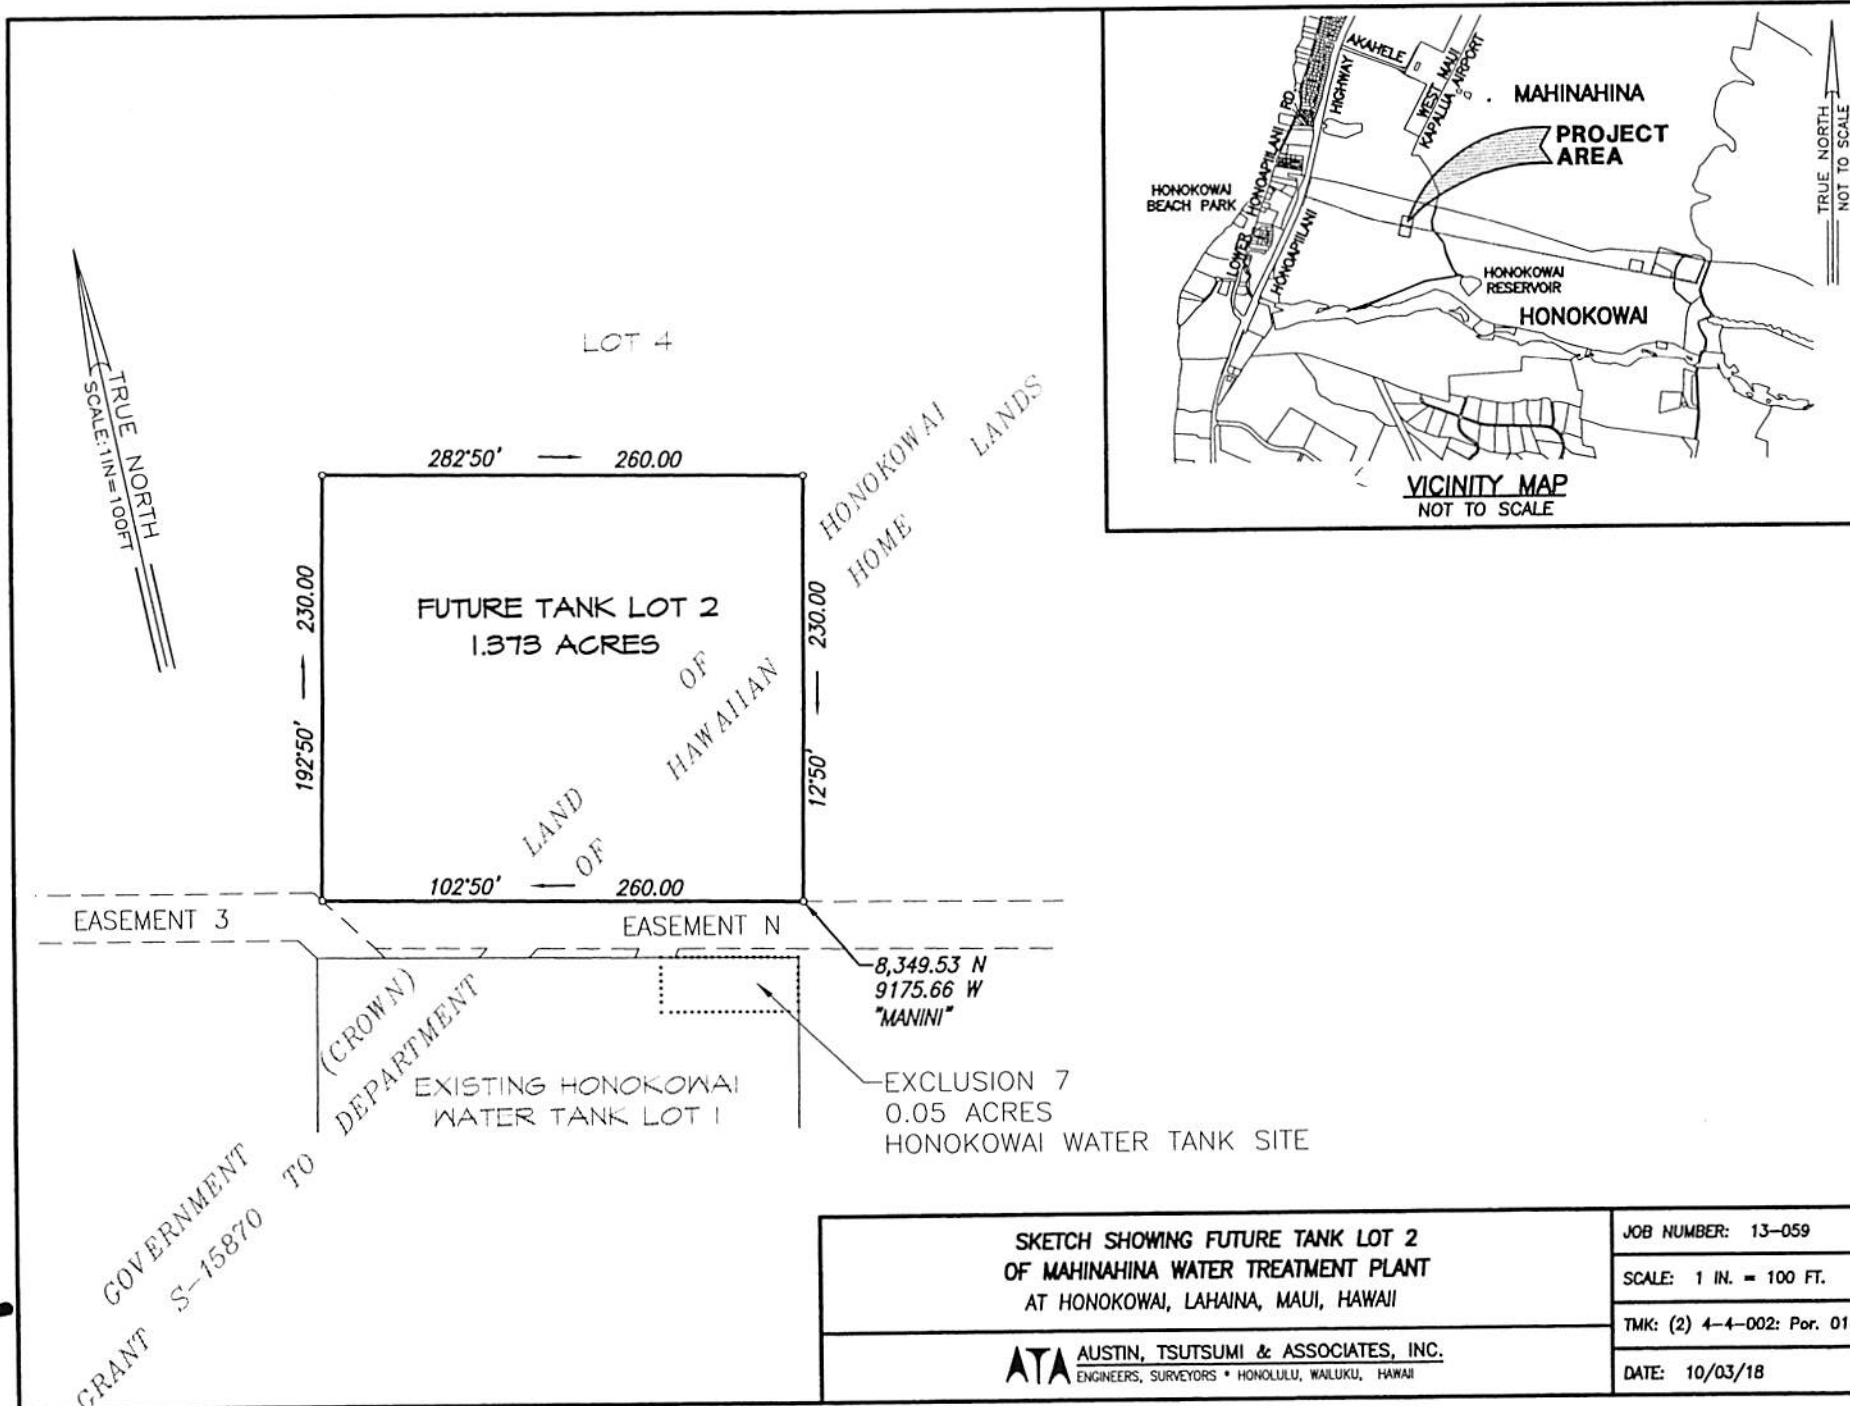 AKAHELE
HIGHWAY
WEST MAUI
KAPALUA AIRPORT
MAHINAHINA
PROJECT
AREA
HONOKOWAI
BEACH PARK
LOWER HONOAPIILANI RD.
HONOAPIILANI
HONOKOWAI
RESERVOIR
HONOKOWAI
TRUE NORTH
NOT TO SCALE
VICINITY MAP
NOT TO SCALE
TRUE NORTH
SCALE: 1 IN = 100FT
LOT 4
282°50' 260.00
192°50' 230.00
230.00
12°50'
102°50' 260.00
FUTURE TANK LOT 2
1.373 ACRES
LAND OF HONOKOWAI
OF HAWAIIAN HOME LANDS
EASEMENT 3
EASEMENT N
8,349.53 N
9175.66 W
"MANINI"
GOVERNMENT (CROWN)
GRANT S-15870 TO DEPARTMENT
EXISTING HONOKOWAI
WATER TANK LOT 1
EXCLUSION 7
0.05 ACRES
HONOKOWAI WATER TANK SITE
SKETCH SHOWING FUTURE TANK LOT 2
OF MAHINAHINA WATER TREATMENT PLANT
AT HONOKOWAI, LAHAINA, MAUI, HAWAII
ATA AUSTIN, TSUTSUMI & ASSOCIATES, INC.
ENGINEERS, SURVEYORS • HONOLULU, WAILUKU, HAWAII
JOB NUMBER: 13-059
SCALE: 1 IN. = 100 FT.
TMK: (2) 4-4-002: Por. 01
DATE: 10/03/18